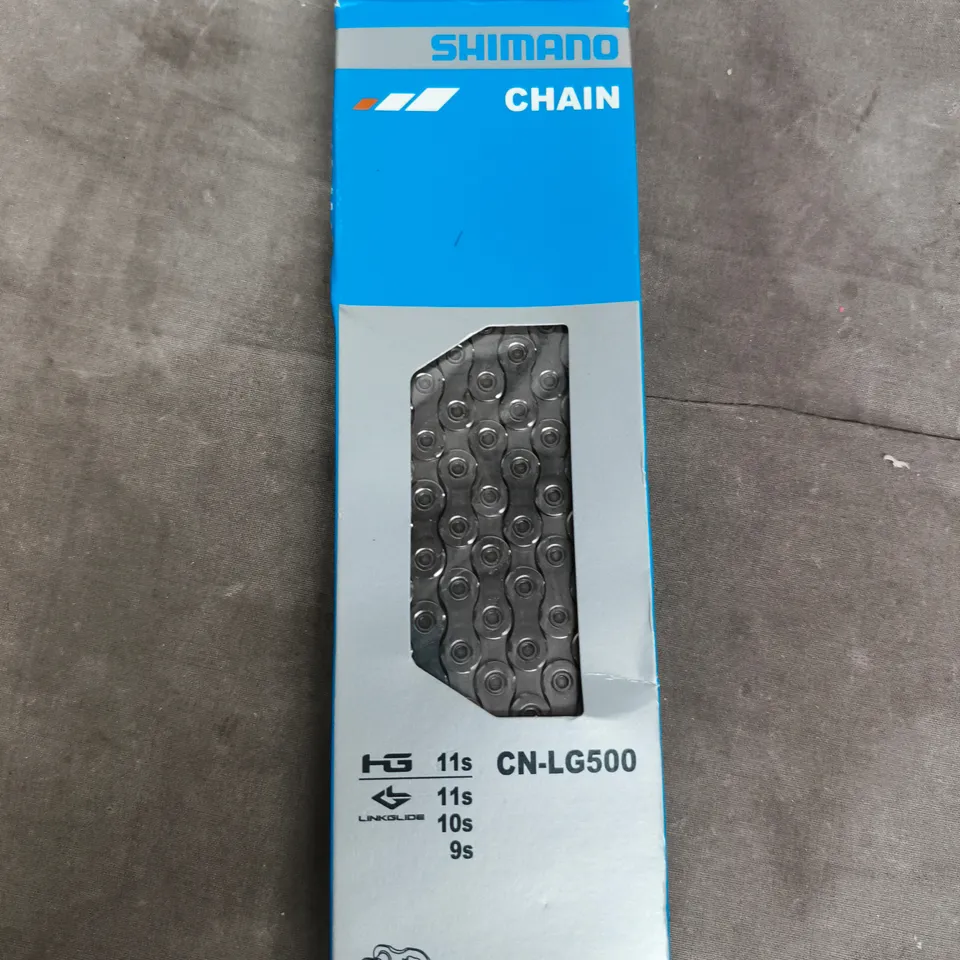 SHIMANO
CHAIN
HG 11s CN-LG500
LINKGLIDE 11s
10s
9s